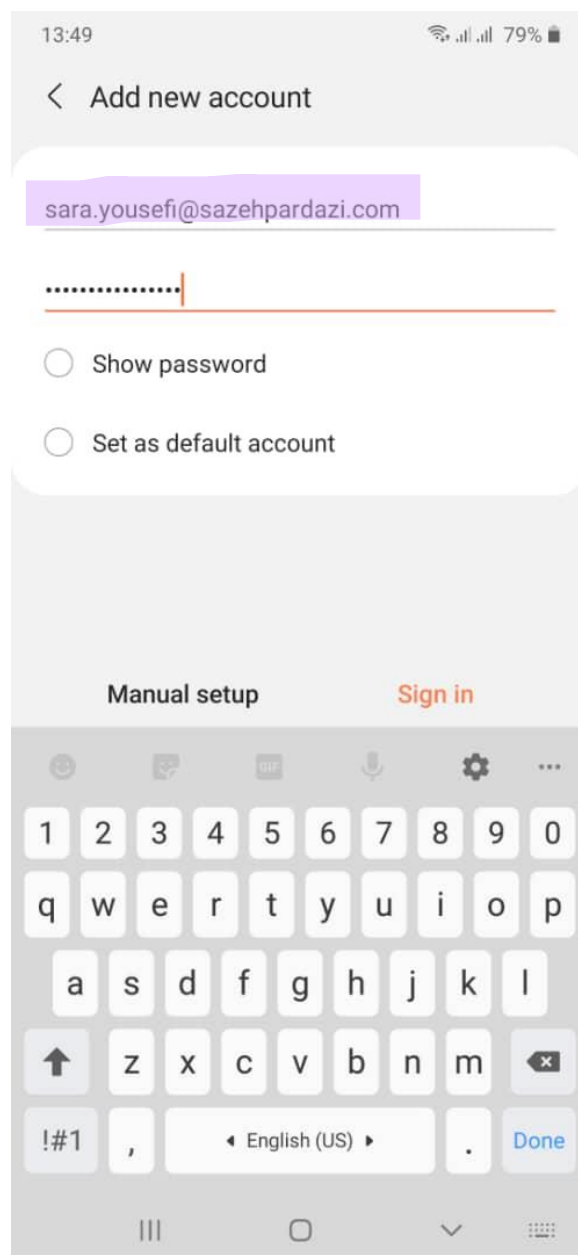 13:49 79%
Add new account
sara.yousefi@sazehpardazi.com
••••••••••••••••
Show password
Set as default account
Manual setup Sign in
GIF
1 2 3 4 5 6 7 8 9 0
q w e r t y u i o p
a s d f g h j k l
z x c v b n m
!#1 , English (US) . Done